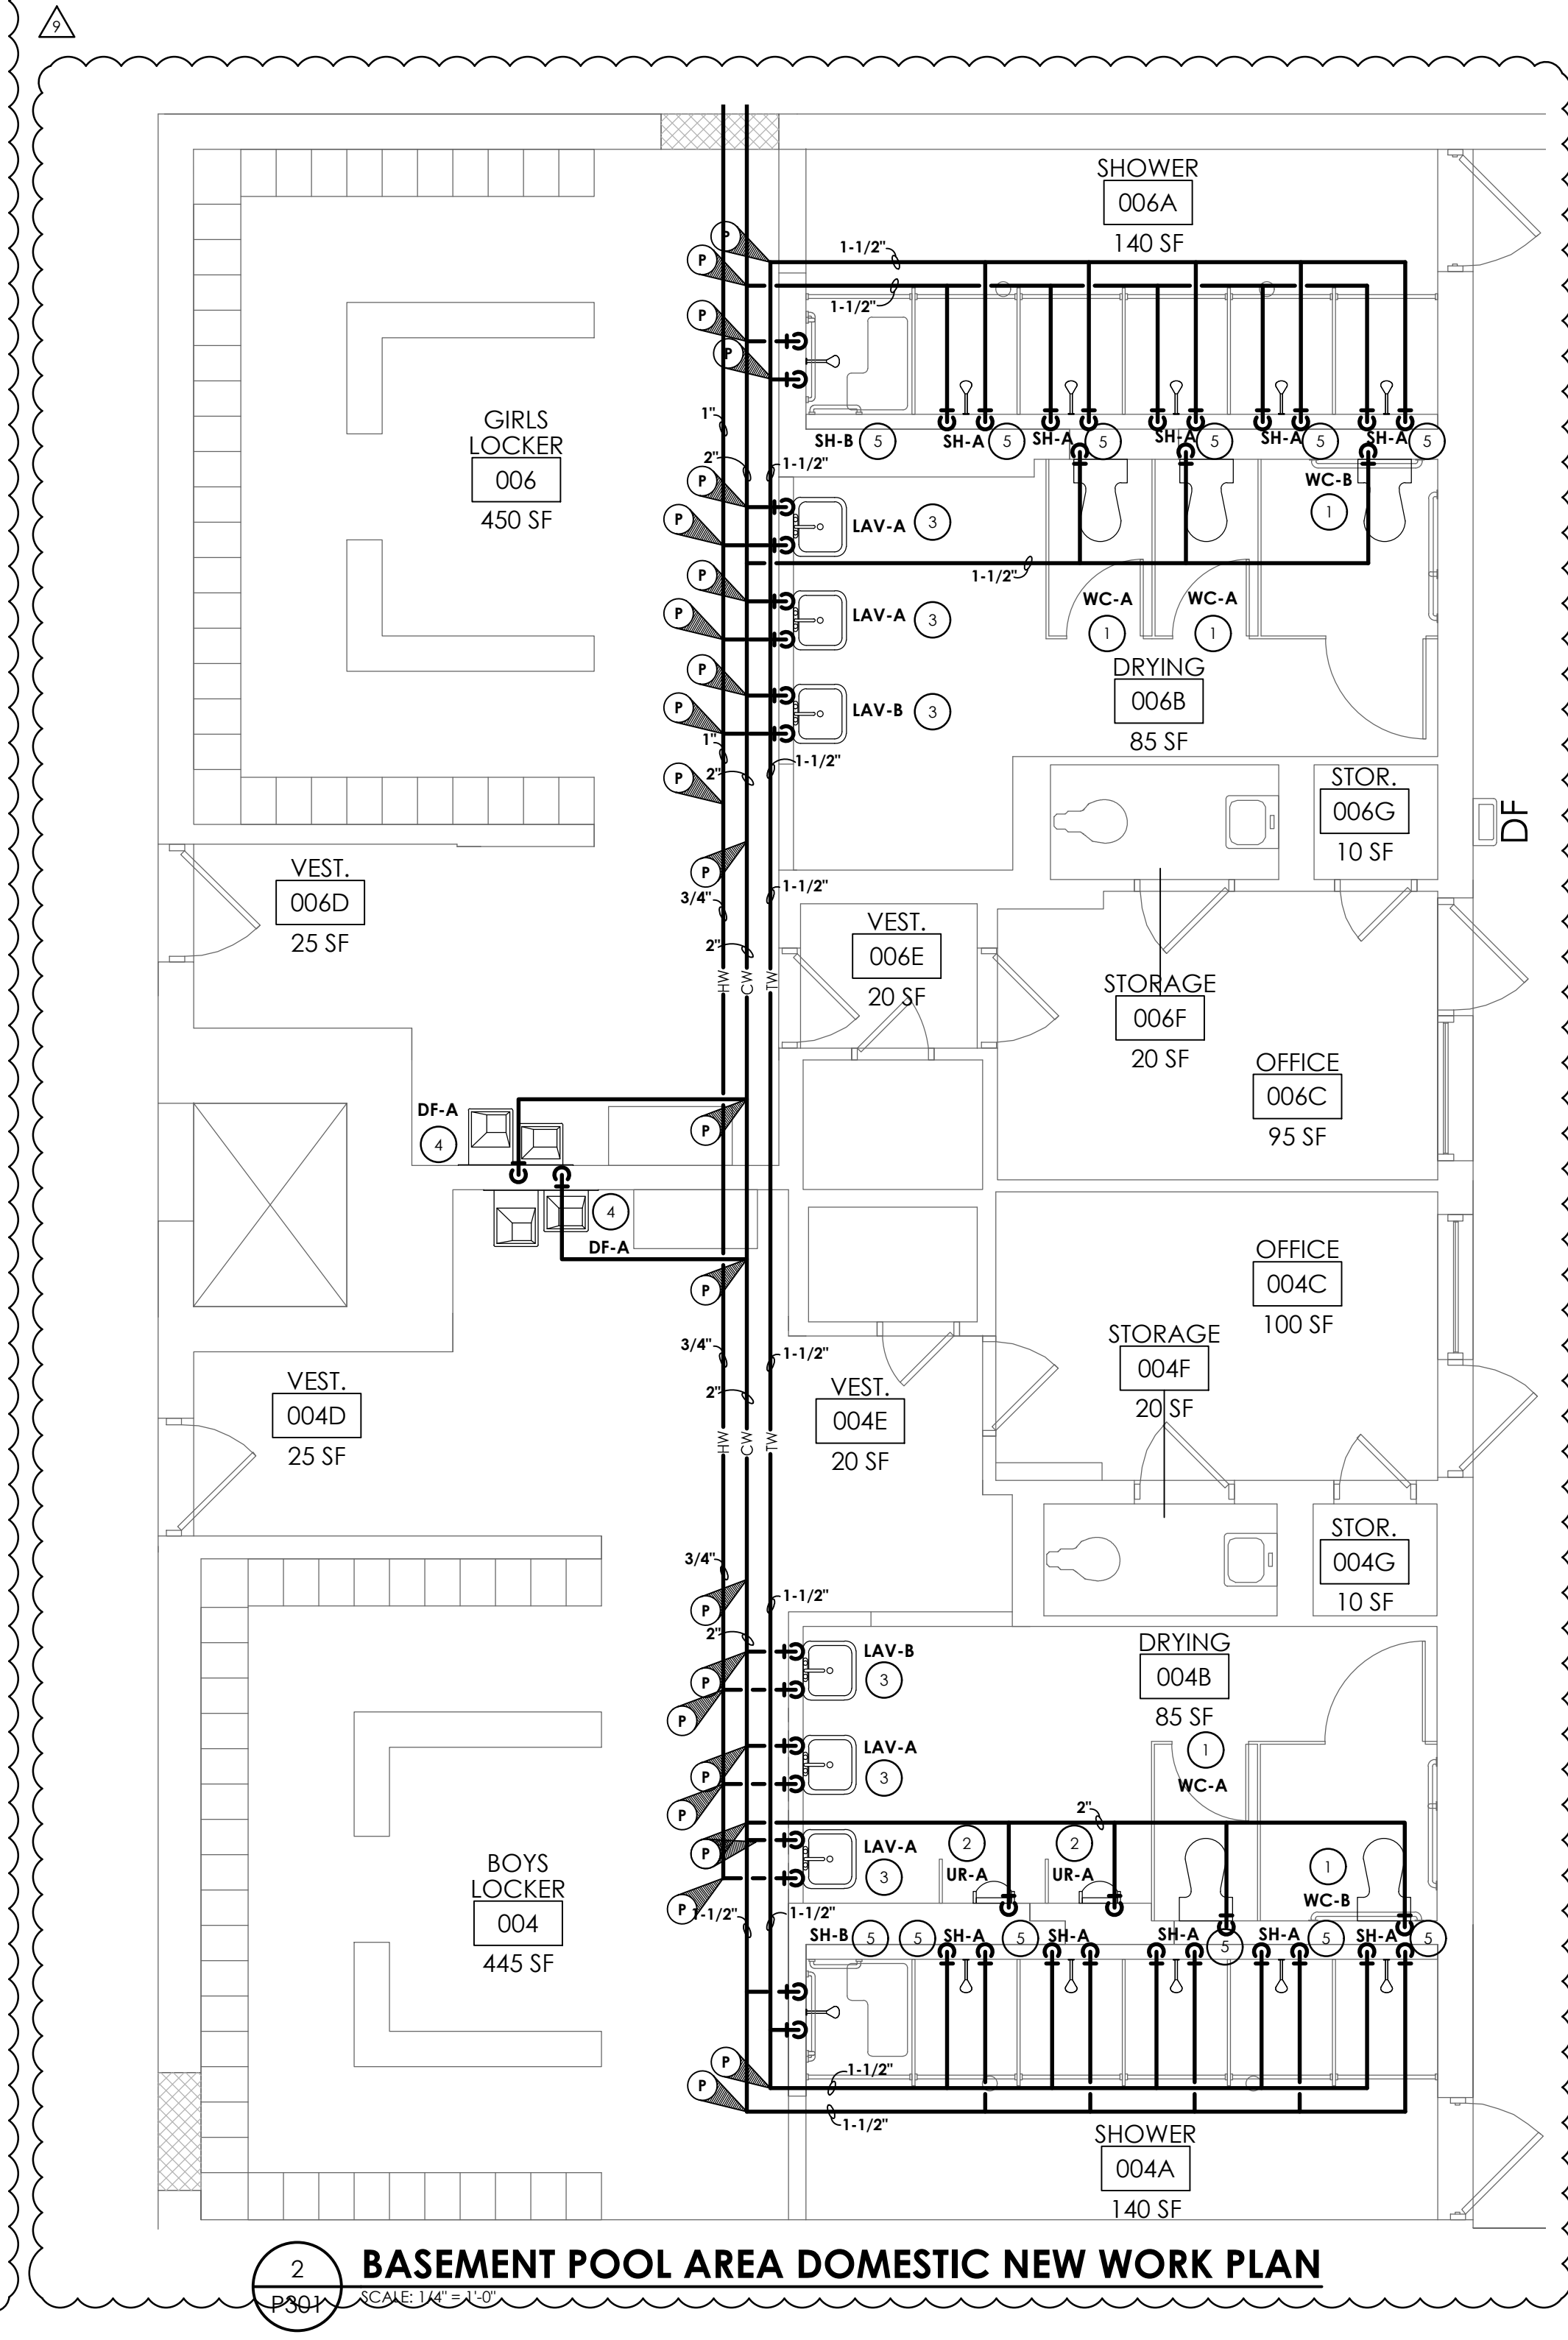 9
SHOWER
006A
140 SF
P
1-1/2"
P
1-1/2"
P
P
GIRLS
LOCKER
006
450 SF
1"
2"
1-1/2"
SH-B 5
SH-A 5
SH-A 5
SH-A 5
SH-A 5
SH-A 5
P
P
LAV-A 3
WC-B
1
1-1/2"
P
P
LAV-A 3
WC-A
1
WC-A
1
P
P
LAV-B 3
DRYING
006B
85 SF
1"
2"
1-1/2"
P
STOR.
006G
10 SF
DF
VEST.
006D
25 SF
P
3/4"
1-1/2"
2"
HW
CW
TW
VEST.
006E
20 SF
STORAGE
006F
20 SF
OFFICE
006C
95 SF
DF-A
4
P
4
DF-A
P
OFFICE
004C
100 SF
STORAGE
004F
20 SF
3/4"
1-1/2"
2"
VEST.
004D
25 SF
VEST.
004E
20 SF
HW
CW
TW
STOR.
004G
10 SF
3/4"
P
1-1/2"
2"
DRYING
004B
85 SF
P
P
LAV-B
3
1
WC-A
P
P
LAV-A
3
2"
P
P
LAV-A
3
2
UR-A
2
UR-A
1
WC-B
BOYS
LOCKER
004
445 SF
1-1/2"
1-1/2"
SH-B 5
5 SH-A
5 SH-A
SH-A 5
SH-A 5
SH-A 5
P
P
1-1/2"
1-1/2"
SHOWER
004A
140 SF
2
P301
BASEMENT POOL AREA DOMESTIC NEW WORK PLAN
SCALE: 1/4" = 1'-0"